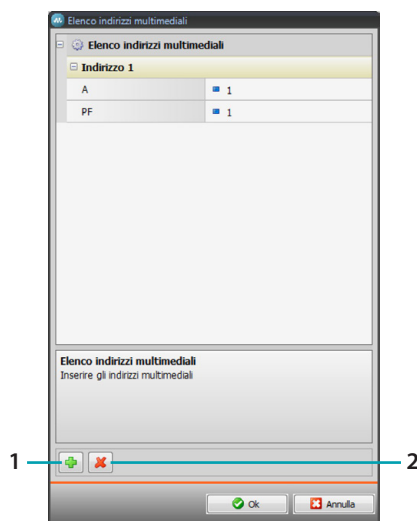 Elenco indirizzi multimediali
Elenco indirizzi multimediali
Indirizzo 1
A 1
PF 1
Elenco indirizzi multimediali
Inserire gli indirizzi multimediali
1 2
Ok Annulla